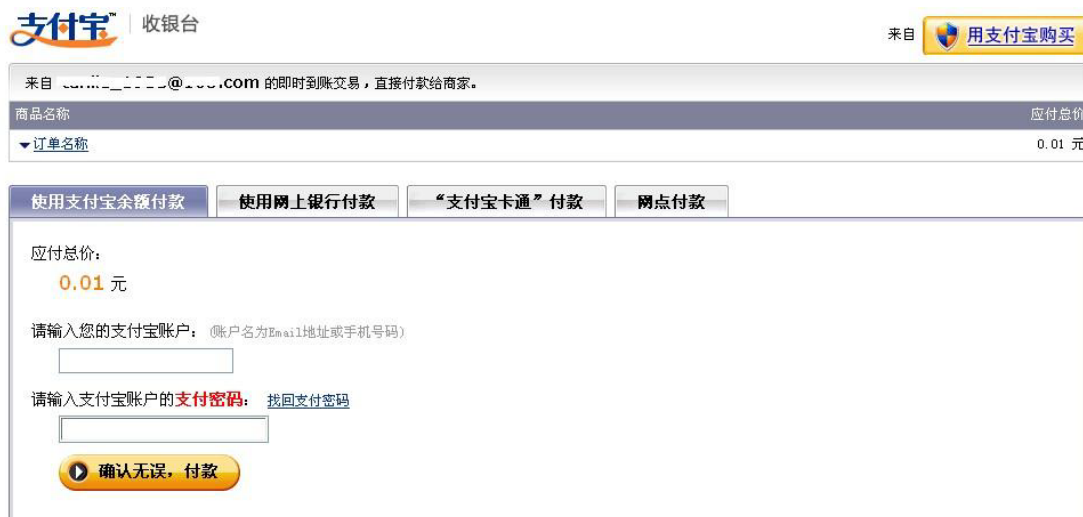 支付宝™ 收银台
来自 用支付宝购买
来自 .com 的即时到账交易,直接付款给商家。
商品名称 应付总价
订单名称 0.01 元
使用支付宝余额付款 使用网上银行付款 “支付宝卡通”付款 网点付款
应付总价:
0.01 元
请输入您的支付宝账户: (账户名为Email地址或手机号码)
请输入支付宝账户的支付密码: 找回支付密码
确认无误,付款